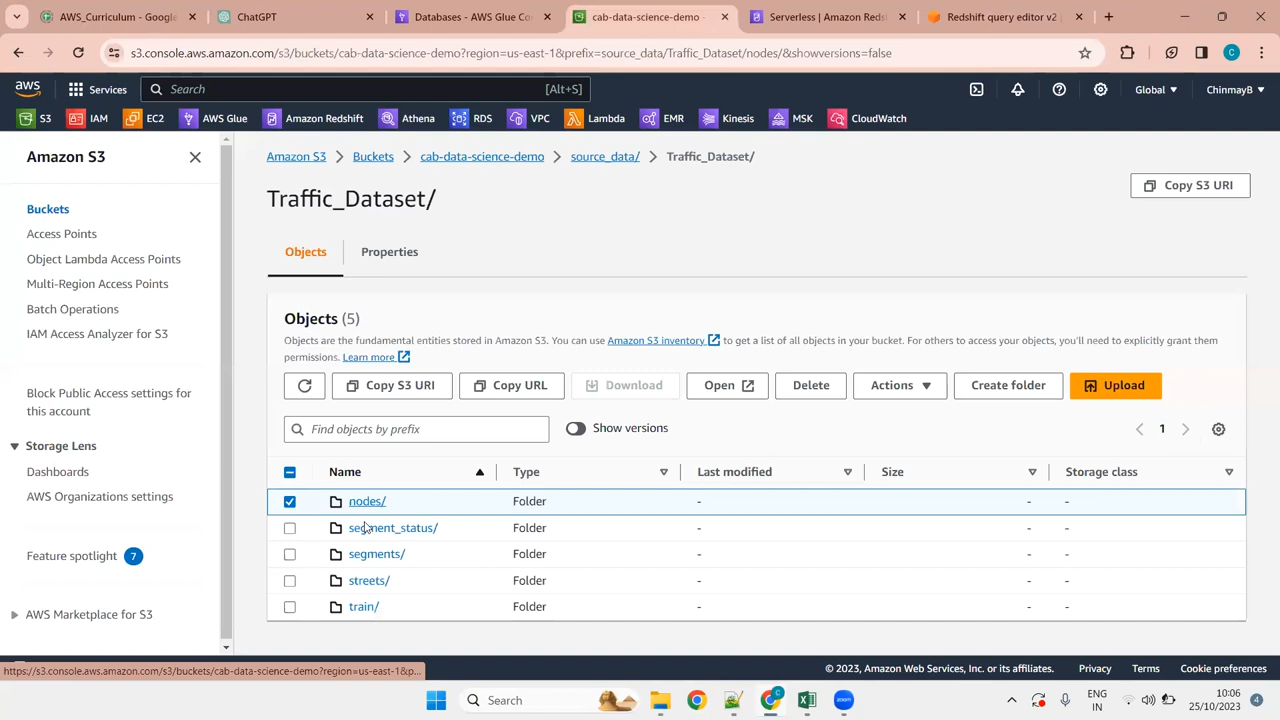 AWS_Curriculum - Google
ChatGPT
Databases - AWS Glue Co
cab-data-science-demo -
Serverless | Amazon Reds
Redshift query editor v2
s3.console.aws.amazon.com/s3/buckets/cab-data-science-demo?region=us-east-1&prefix=source_data/Traffic_Dataset/nodes/&showversions=false
C
aws
Services
Search
[Alt+S]
Global
ChinmayB
S3
IAM
EC2
AWS Glue
Amazon Redshift
Athena
RDS
VPC
Lambda
EMR
Kinesis
MSK
CloudWatch
Amazon S3
Buckets
Access Points
Object Lambda Access Points
Multi-Region Access Points
Batch Operations
IAM Access Analyzer for S3
Block Public Access settings for
this account
Storage Lens
Dashboards
AWS Organizations settings
Feature spotlight 7
AWS Marketplace for S3
Amazon S3 > Buckets > cab-data-science-demo > source_data/ > Traffic_Dataset/
Traffic_Dataset/
Copy S3 URI
Objects
Properties
Objects (5)
Objects are the fundamental entities stored in Amazon S3. You can use Amazon S3 inventory to get a list of all objects in your bucket. For others to access your objects, you'll need to explicitly grant them
permissions. Learn more
Copy S3 URI
Copy URL
Download
Open
Delete
Actions
Create folder
Upload
Find objects by prefix
Show versions
1
Name Type Last modified Size Storage class
nodes/ Folder - - -
segment_status/ Folder - - -
segments/ Folder - - -
streets/ Folder - - -
train/ Folder - - -
https://s3.console.aws.amazon.com/s3/buckets/cab-data-science-demo?region=us-east-1&p...
© 2023, Amazon Web Services, Inc. or its affiliates.
Privacy
Terms
Cookie preferences
Search
C
zoom
ENG
IN
10:06
25/10/2023
4